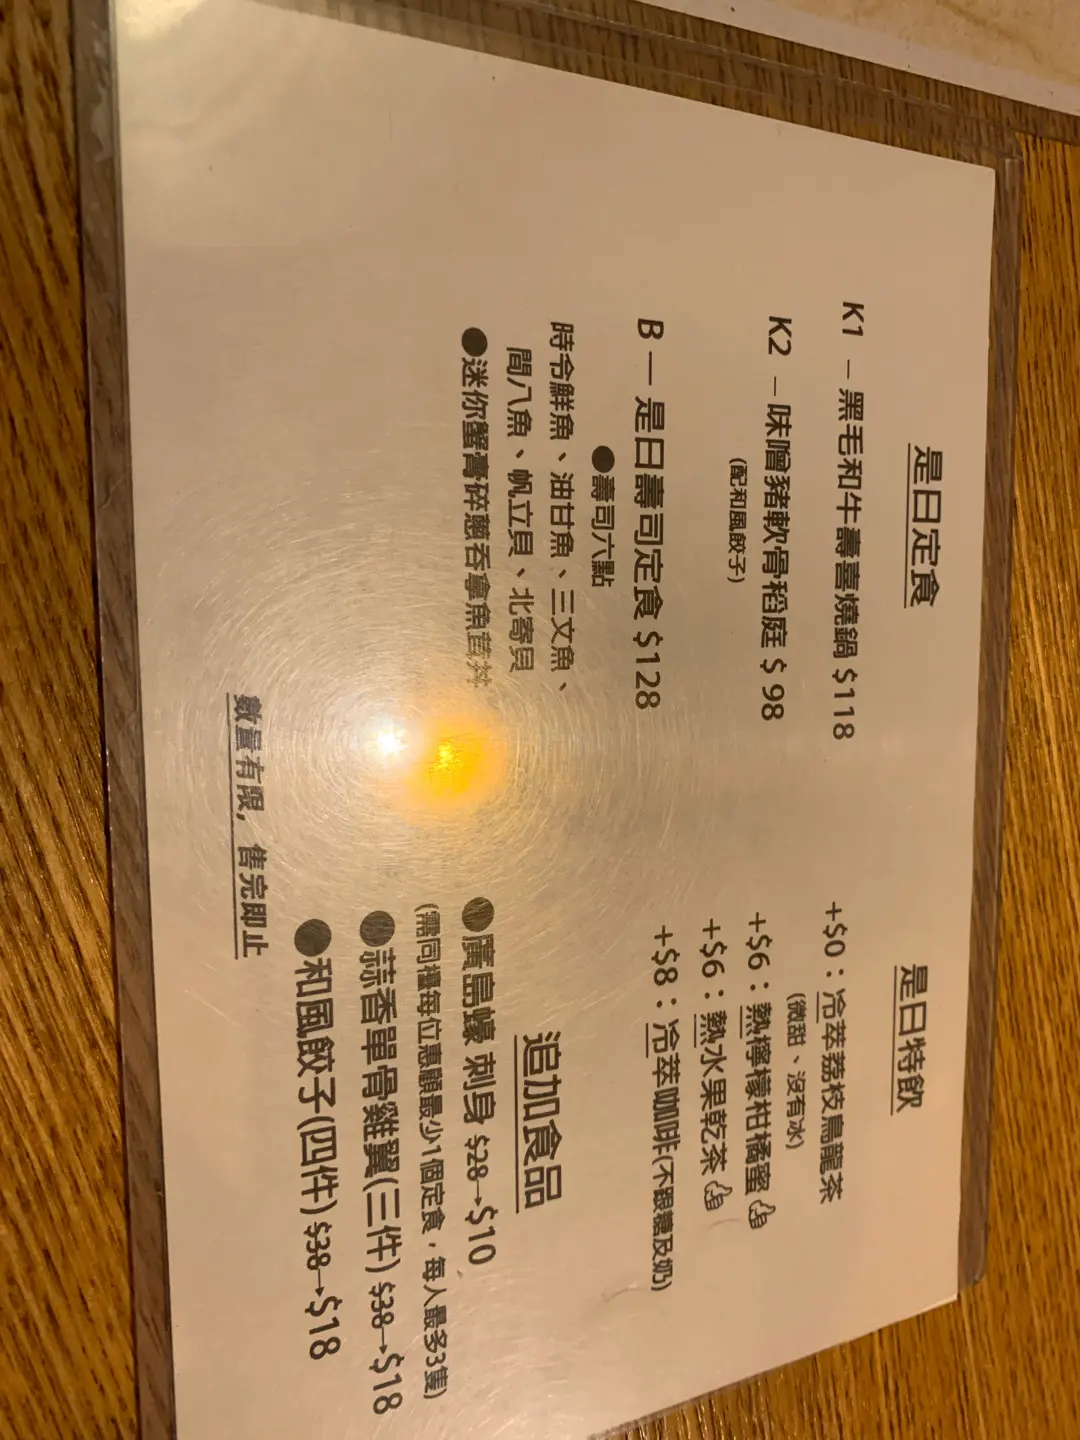 是日定食
K1 － 黑毛和牛壽喜燒鍋 $118
K2 － 味噌豬軟骨稻庭 $ 98
(配和風餃子)
B — 是日壽司定食 $128
●壽司六點
時令鮮魚、油甘魚、三文魚、
間八魚、帆立貝、北寄貝
●迷你蟹膏碎蔥吞拿魚茸丼
數量有限，售完即止
是日特飲
+$0：冷萃荔枝烏龍茶
(微甜、沒有冰)
+$6：熱檸檬柑橘蜜👍
+$6：熱水果乾茶👍
+$8：冷萃咖啡(不跟糖及奶)
追加食品
●廣島蠔 刺身 $28→$10
(需同檯每位惠顧最少1個定食，每人最多3隻)
●蒜香單骨雞翼(三件) $38→$18
●和風餃子(四件) $38→$18